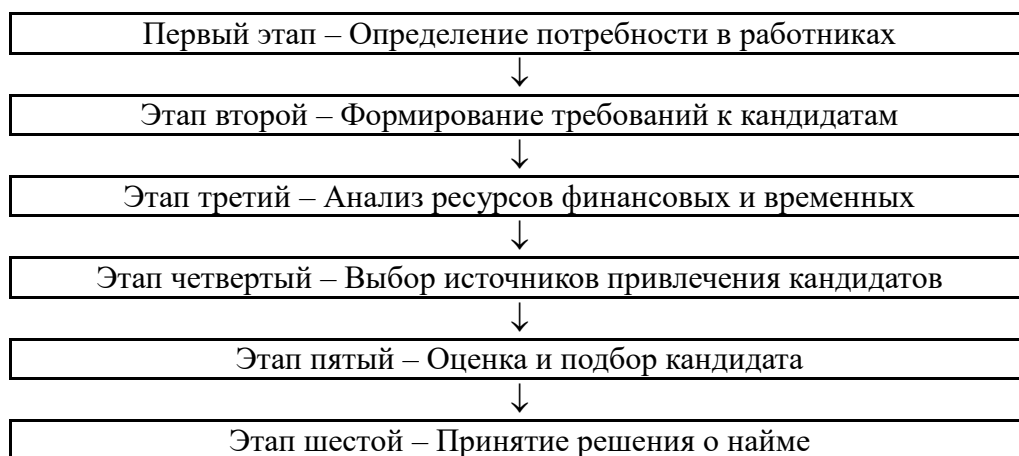 Первый этап – Определение потребности в работниках
Этап второй – Формирование требований к кандидатам
Этап третий – Анализ ресурсов финансовых и временных
Этап четвертый – Выбор источников привлечения кандидатов
Этап пятый – Оценка и подбор кандидата
Этап шестой – Принятие решения о найме